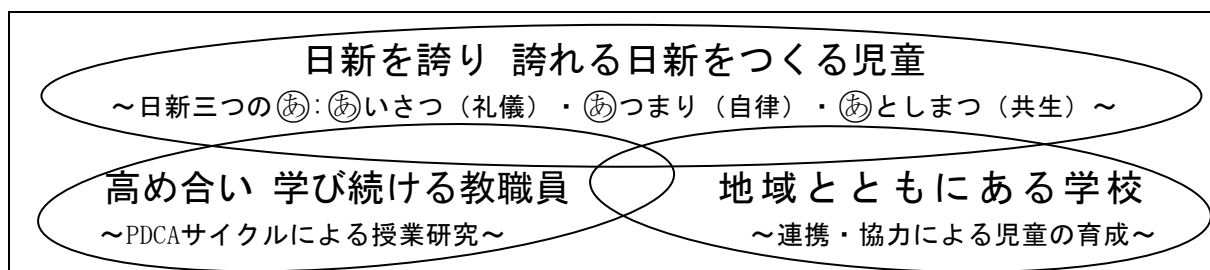 日新を誇り 誇れる日新をつくる児童
～日新三つのあ：あいさつ（礼儀）・あつまり（自律）・あとしまつ（共生）～
高め合い 学び続ける教職員
～PDCAサイクルによる授業研究～
地域とともにある学校
～連携・協力による児童の育成～